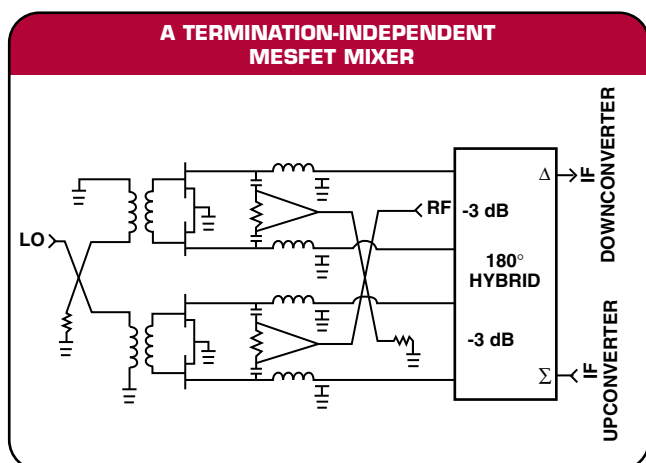 A TERMINATION-INDEPENDENT
MESFET MIXER
LO
RF
-3 dB
180°
HYBRID
-3 dB
Δ
Σ
IF
DOWNCONVERTER
IF
UPCONVERTER